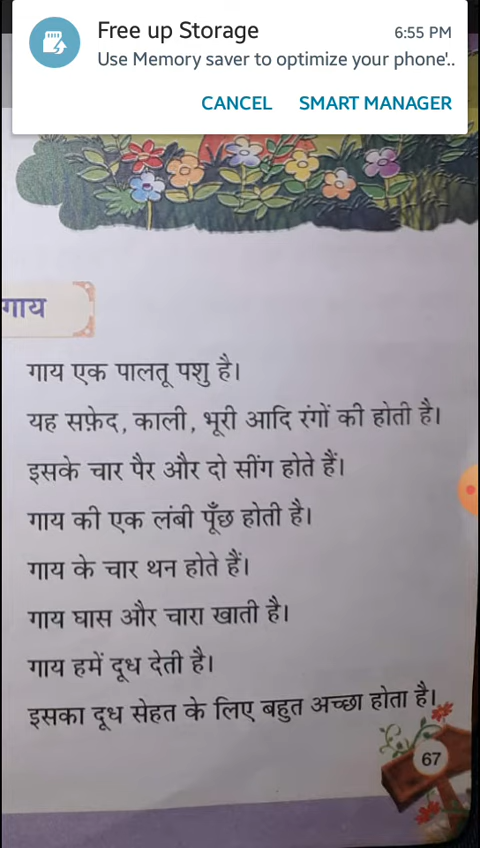 Free up Storage
6:55 PM
Use Memory saver to optimize your phone'..
CANCEL SMART MANAGER
गाय
गाय एक पालतू पशु है।
यह सफ़ेद, काली, भूरी आदि रंगों की होती है।
इसके चार पैर और दो सींग होते हैं।
गाय की एक लंबी पूँछ होती है।
गाय के चार थन होते हैं।
गाय घास और चारा खाती है।
गाय हमें दूध देती है।
इसका दूध सेहत के लिए बहुत अच्छा होता है।
67